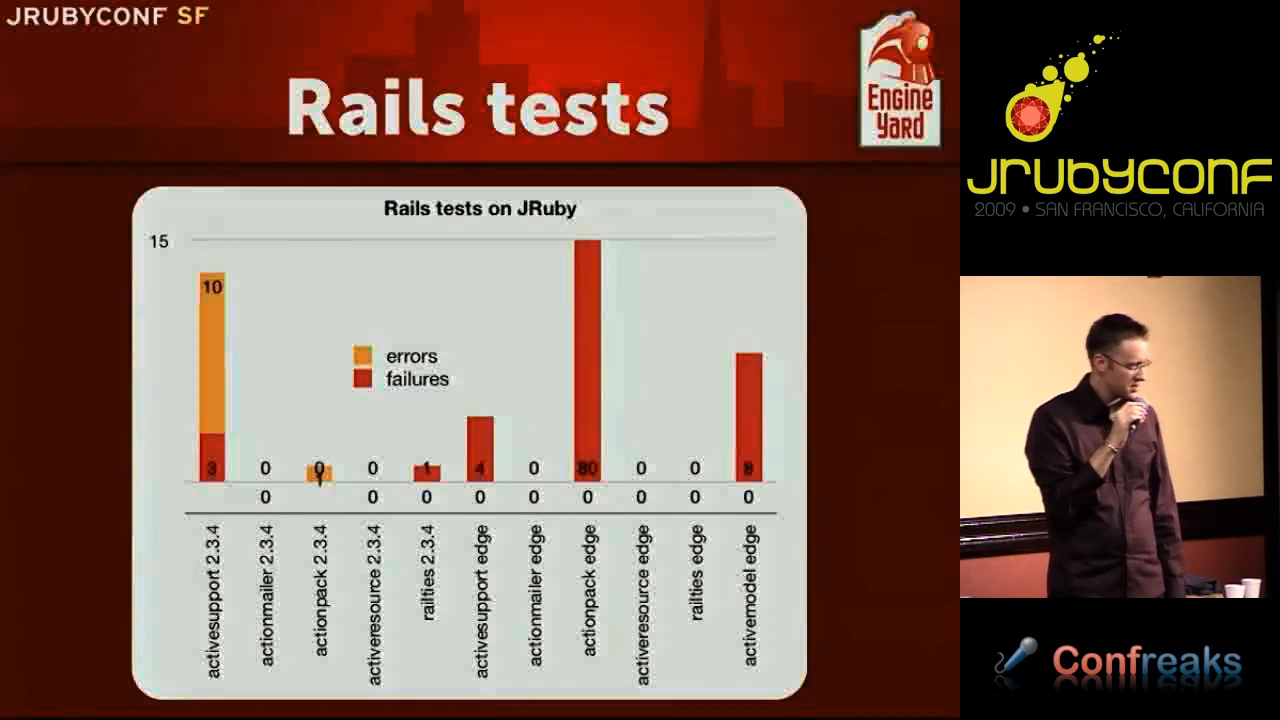 JRUBYCONF SF
Rails tests
Engine
Yard
Rails tests on JRuby
15
10
errors
failures
3
0
0
0
1
4
0
80
0
0
8
0
1
0
0
0
0
0
0
0
0
activesupport 2.3.4
actionmailer 2.3.4
actionpack 2.3.4
activeresource 2.3.4
railties 2.3.4
activesupport edge
actionmailer edge
actionpack edge
activeresource edge
railties edge
activemodel edge
JRUBYCONF
2009 • SAN FRANCISCO, CALIFORNIA
Confreaks